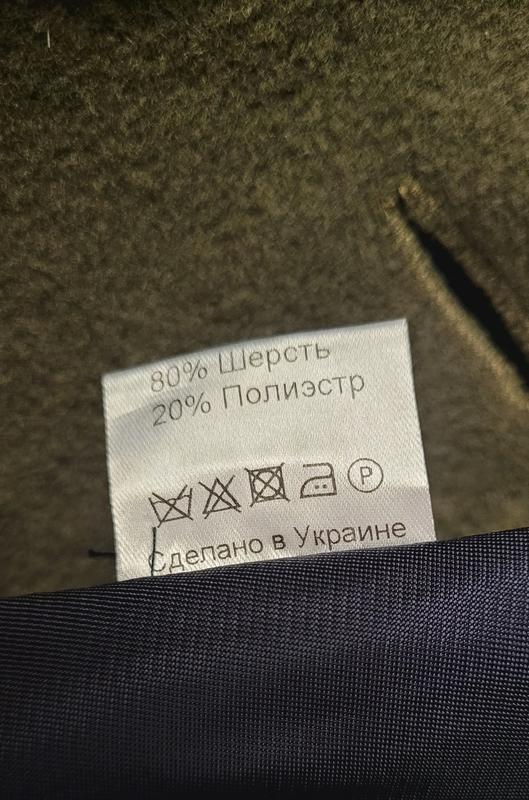 80% Шерсть
20% Полиэстр
P
Сделано в Украине